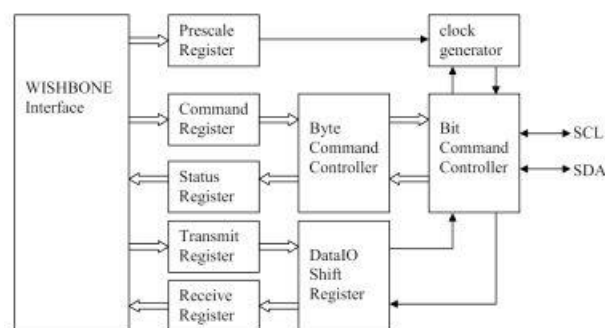 Prescale
Register
clock
generator
WISHBONE
Interface
Command
Register
Byte
Command
Controller
Bit
Command
Controller
SCL
SDA
Status
Register
Transmit
Register
DataIO
Shift
Register
Receive
Register